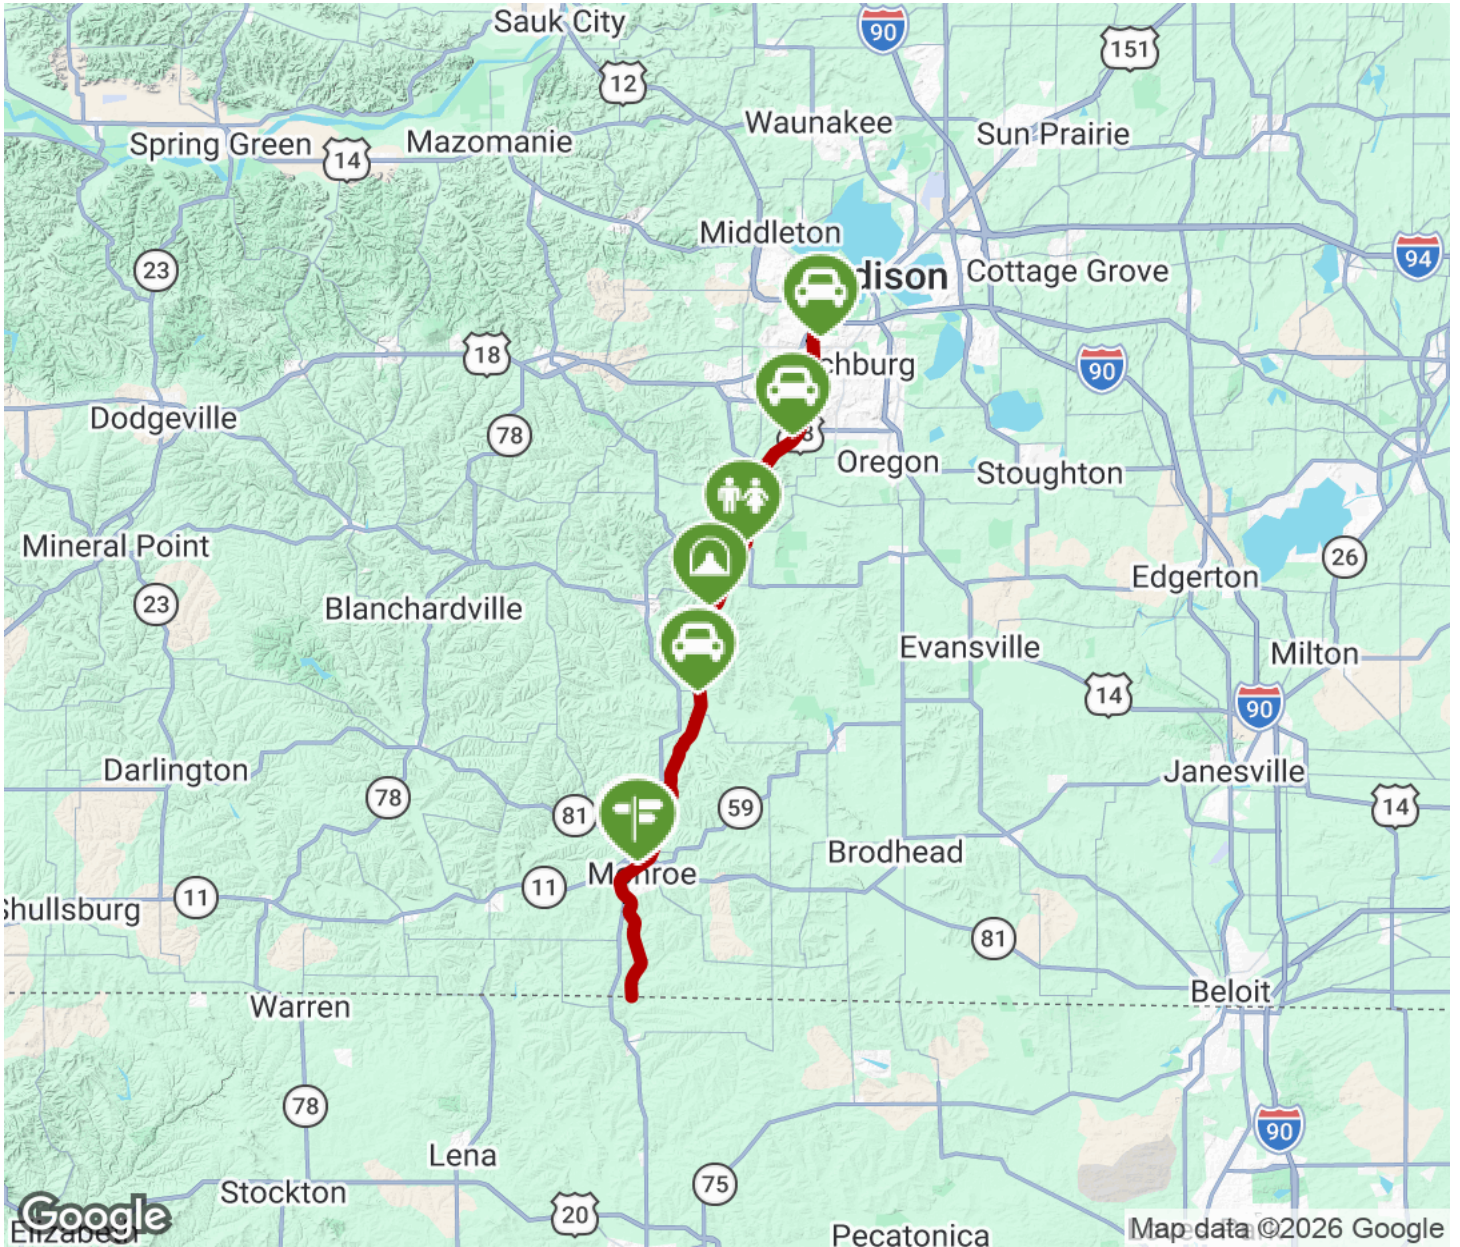 Sauk City
90
151
12
Waunakee
Sun Prairie
Spring Green
14
Mazomanie
Middleton
94
23
dison
Cottage Grove
18
chburg
90
Dodgeville
78
8
Oregon
Stoughton
Mineral Point
26
Edgerton
23
Blanchardville
Evansville
Milton
14
90
Darlington
Janesville
78
81
59
14
Brodhead
Monroe
11
11
Shullsburg
81
Beloit
Warren
78
90
Lena
Stockton
75
20
Google
Pecatonica
Map data ©2026 Google